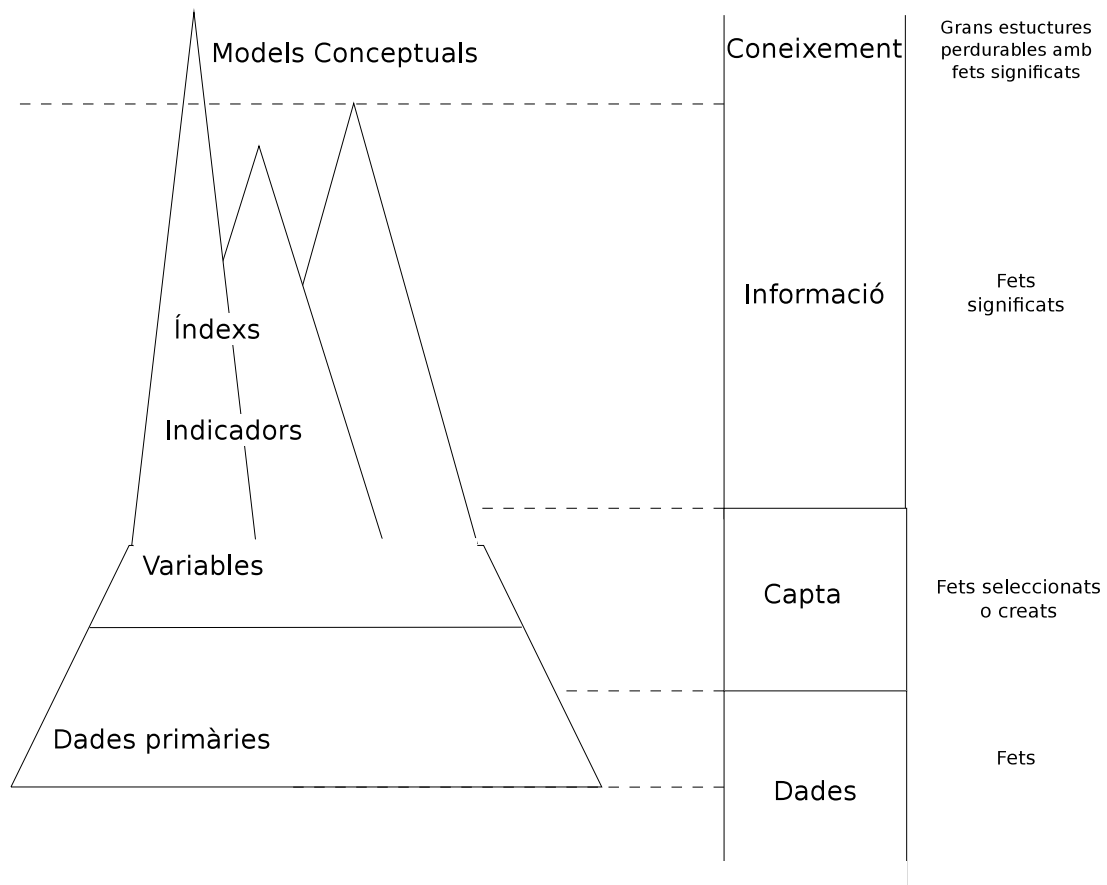 Models Conceptuals
Coneixement
Grans estuctures
perdurables amb
fets significats
Índexs
Indicadors
Informació
Fets
significats
Variables
Capta
Fets seleccionats
o creats
Dades primàries
Dades
Fets